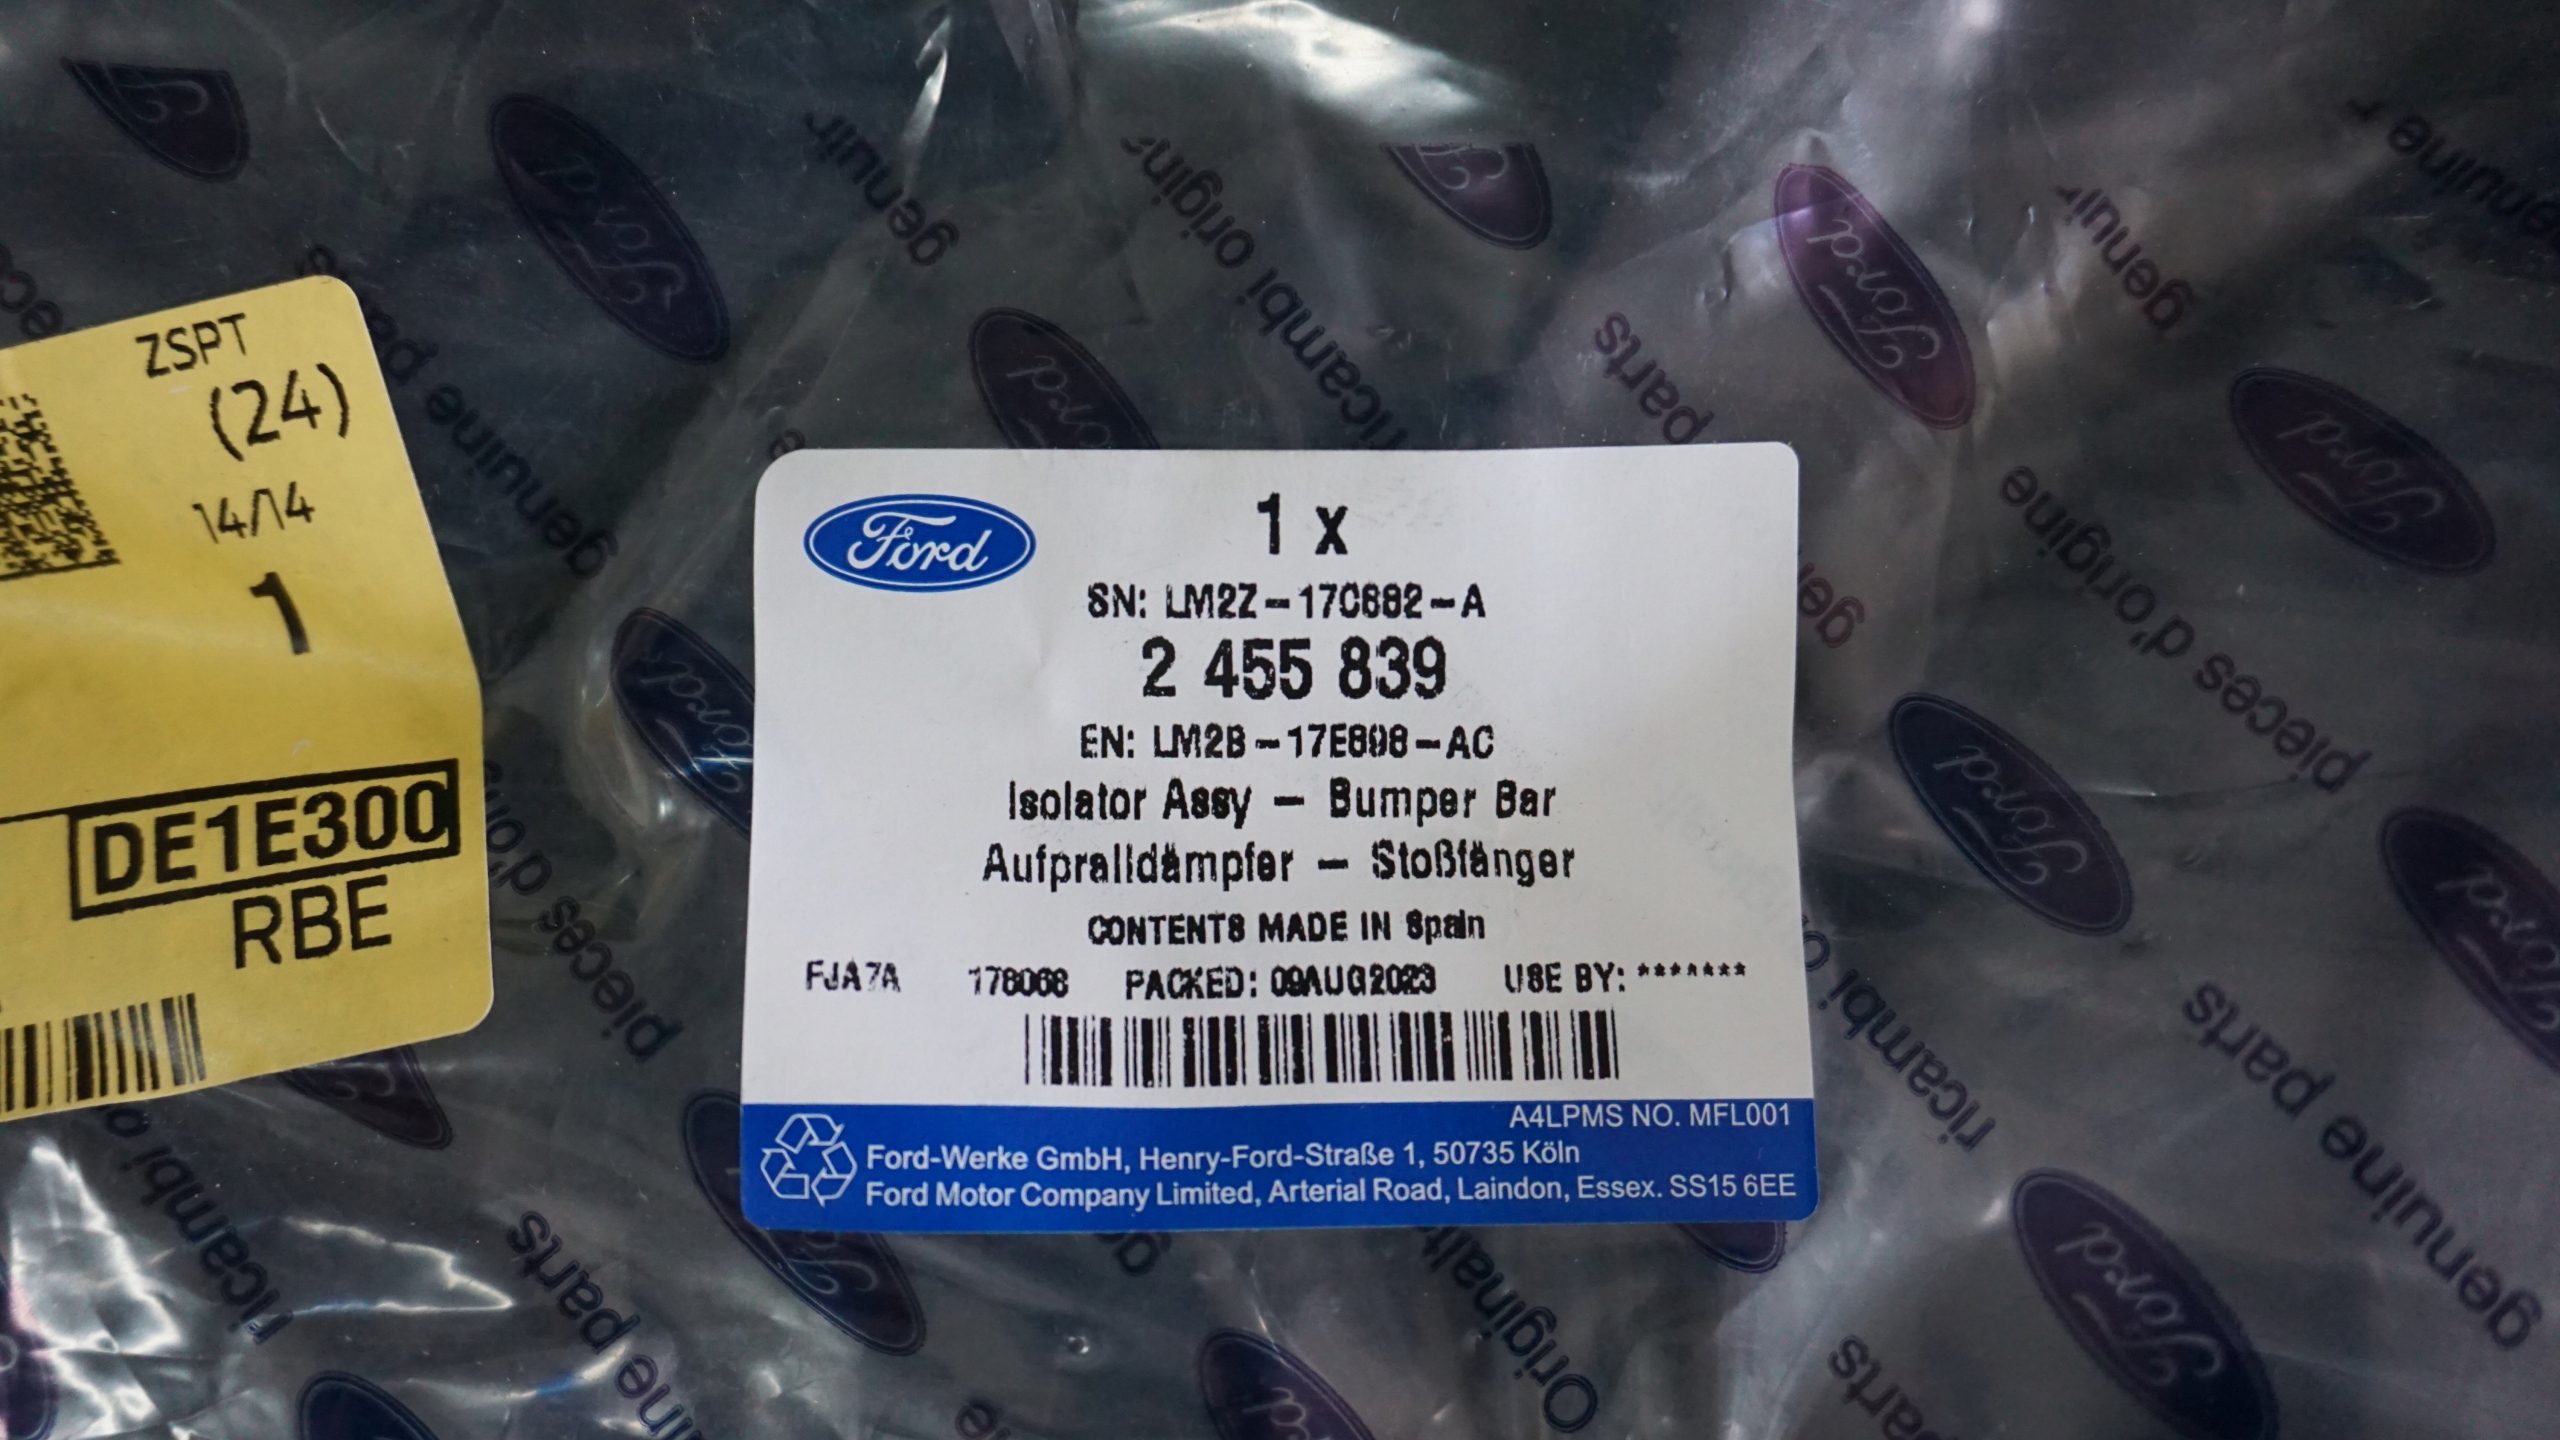 ZSPT
(24)
14/14
1
DE1E300
RBE
Ford
1 x
SN: LM2Z-17C882-A
2 455 839
EN: LM2B-17E898-AC
Isolator Assy - Bumper Bar
Aufpralldämpfer - Stoßfänger
CONTENTS MADE IN Spain
FJA7A 178068 PACKED: 09AUG2023 USE BY: *******
A4LPMS NO. MFL001
Ford-Werke GmbH, Henry-Ford-Straße 1, 50735 Köln
Ford Motor Company Limited, Arterial Road, Laindon, Essex. SS15 6EE
genuine parts
pièces d'origine
ricambi
Ford